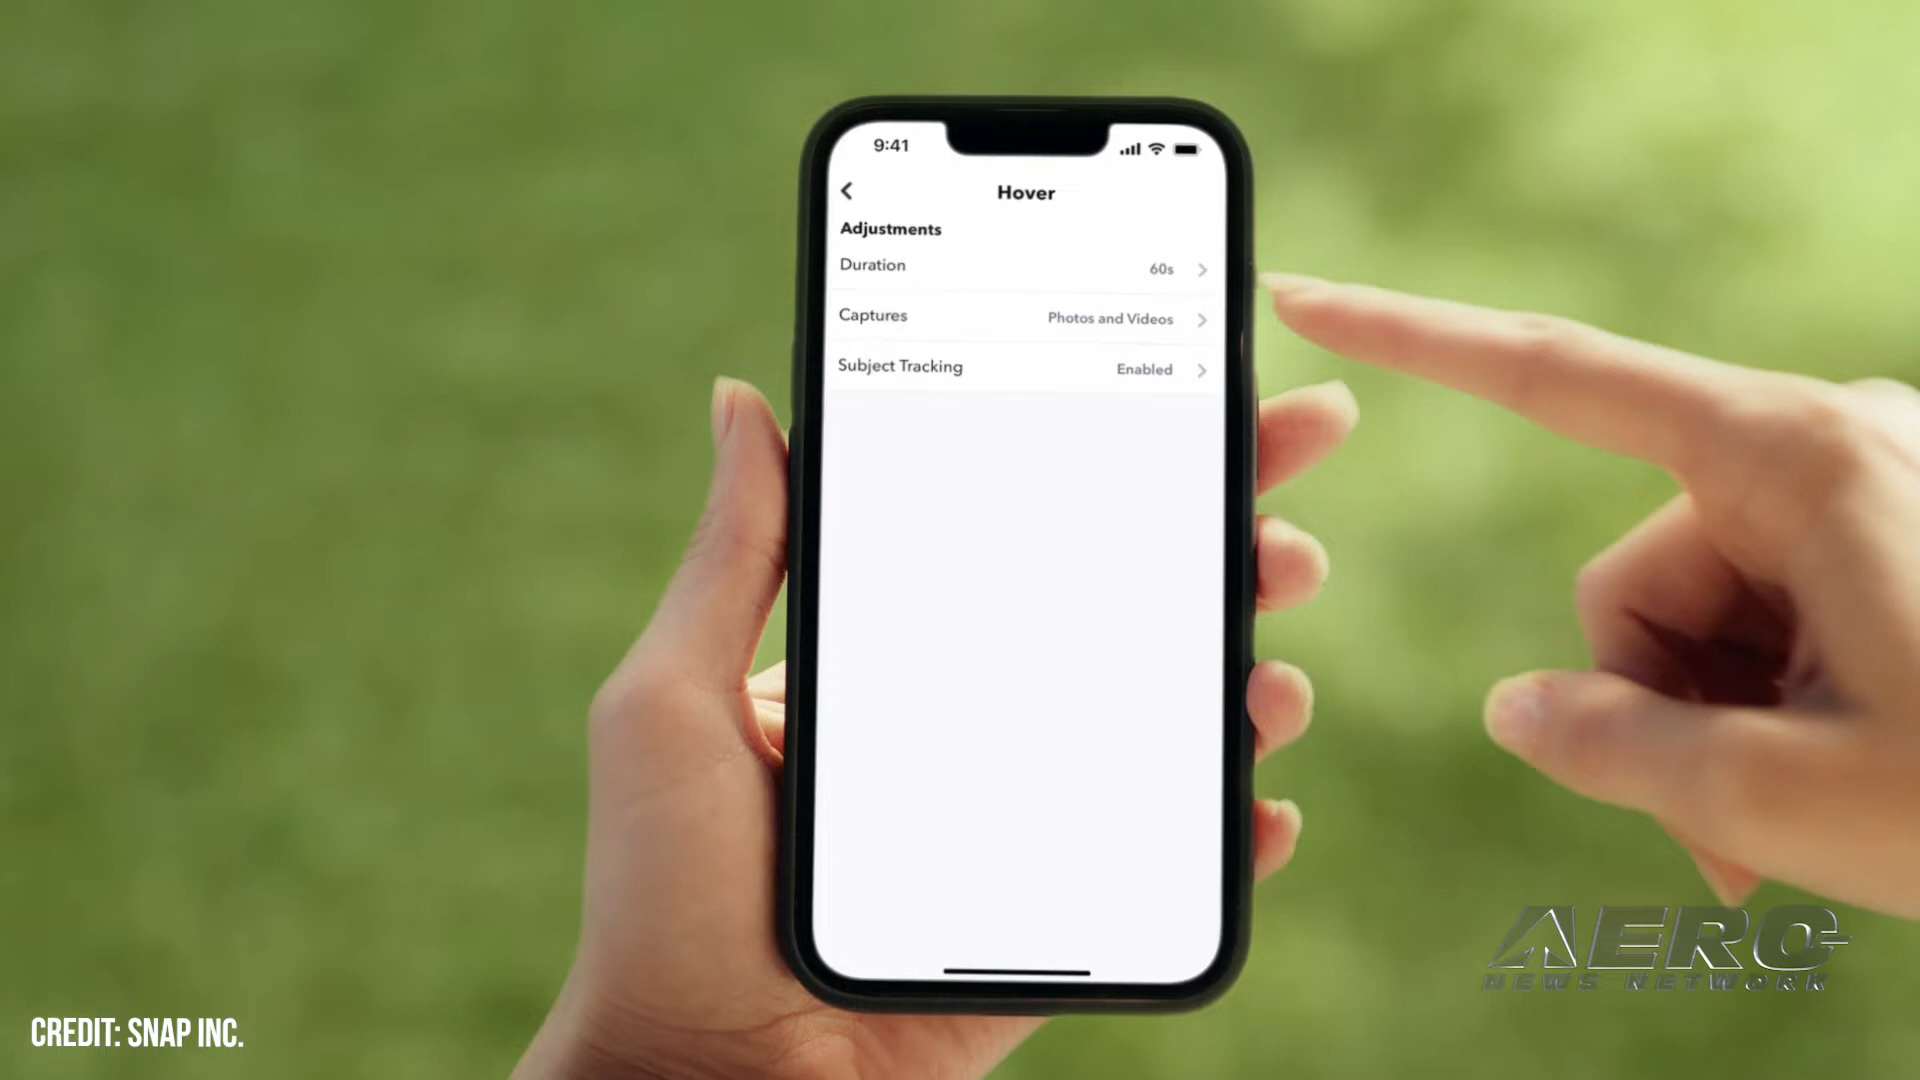 9:41
Hover
Adjustments
Duration 60s
Captures Photos and Videos
Subject Tracking Enabled
AERO
NEWS NETWORK
CREDIT: SNAP INC.